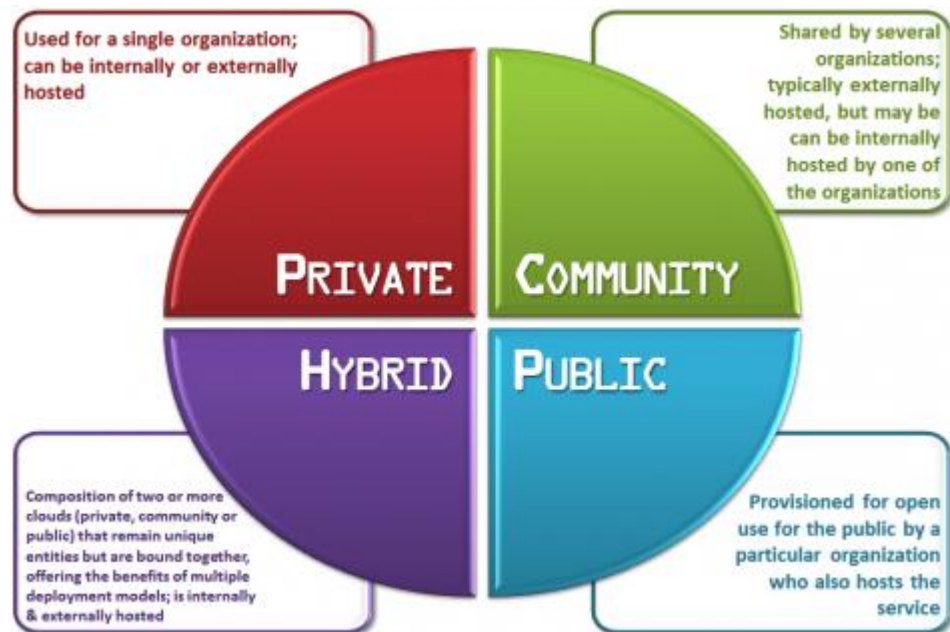 Used for a single organization;
can be internally or externally
hosted
Shared by several
organizations;
typically externally
hosted, but may be
can be internally
hosted by one of
the organizations
PRIVATE
COMMUNITY
HYBRID
PUBLIC
Composition of two or more
clouds (private, community or
public) that remain unique
entities but are bound together,
offering the benefits of multiple
deployment models; is internally
& externally hosted
Provisioned for open
use for the public by a
particular organization
who also hosts the
service